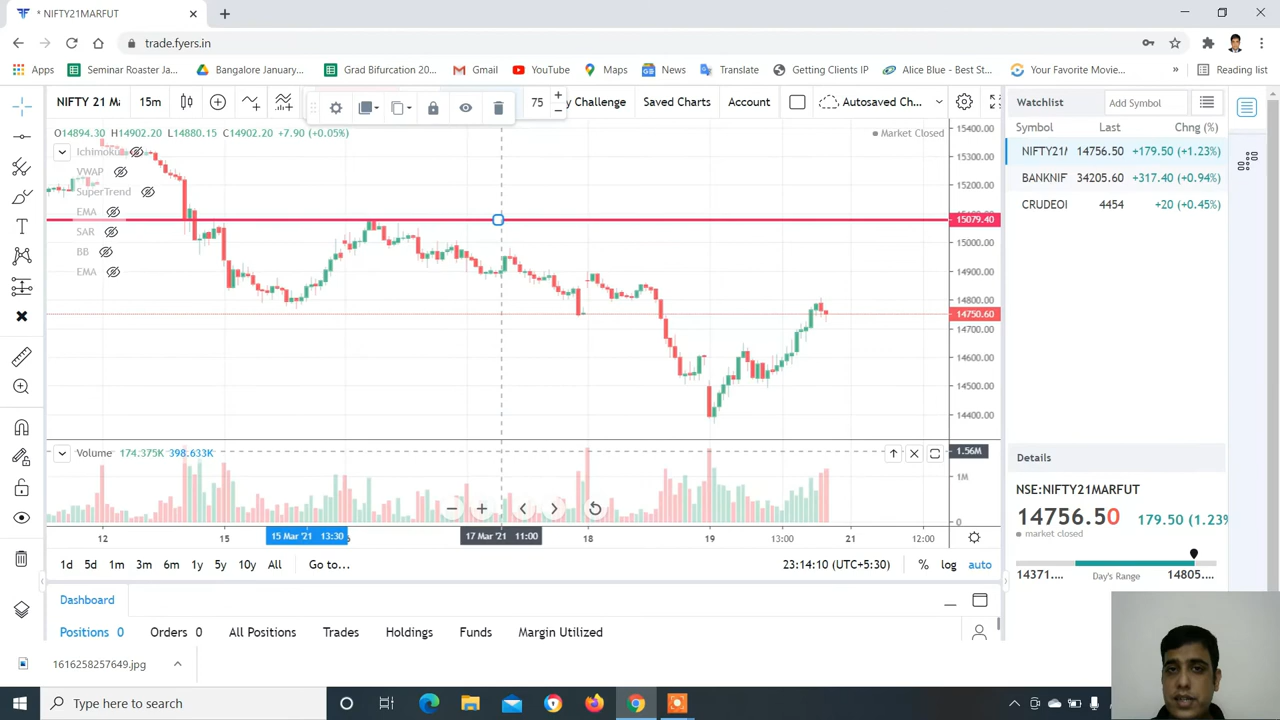 * NIFTY21MARFUT
trade.fyers.in
Apps Seminar Roaster Ja... Bangalore January... Grad Bifurcation 20... Gmail YouTube Maps News Translate Getting Clients IP Alice Blue - Best St... Your Favorite Movie... » Reading list
NIFTY 21 Ma 15m 75 y Challenge Saved Charts Account Autosaved Ch... Watchlist Add Symbol
O14894.30 H14902.20 L14880.15 C14902.20 +7.90 (+0.05%) Market Closed
Symbol Last Chng (%)
NIFTY21M 14756.50 +179.50 (+1.23%)
BANKNIF 34205.60 +317.40 (+0.94%)
CRUDEOI 4454 +20 (+0.45%)
Ichimoku
VWAP
SuperTrend
EMA
SAR
BB
EMA
15400.00
15300.00
15200.00
15079.40
15000.00
14900.00
14800.00
14750.60
14700.00
14600.00
14500.00
14400.00
Volume 174.375K 398.633K
1.56M
1M
0
12 15 15 Mar '21 13:30 17 Mar '21 11:00 18 19 13:00 21 12:00
1d 5d 1m 3m 6m 1y 5y 10y All Go to... 23:14:10 (UTC+5:30) % log auto
Details
NSE:NIFTY21MARFUT
14756.50 179.50 (1.23%
market closed
14371.... Day's Range 14805....
Dashboard
Positions 0 Orders 0 All Positions Trades Holdings Funds Margin Utilized
1616258257649.jpg
Type here to search